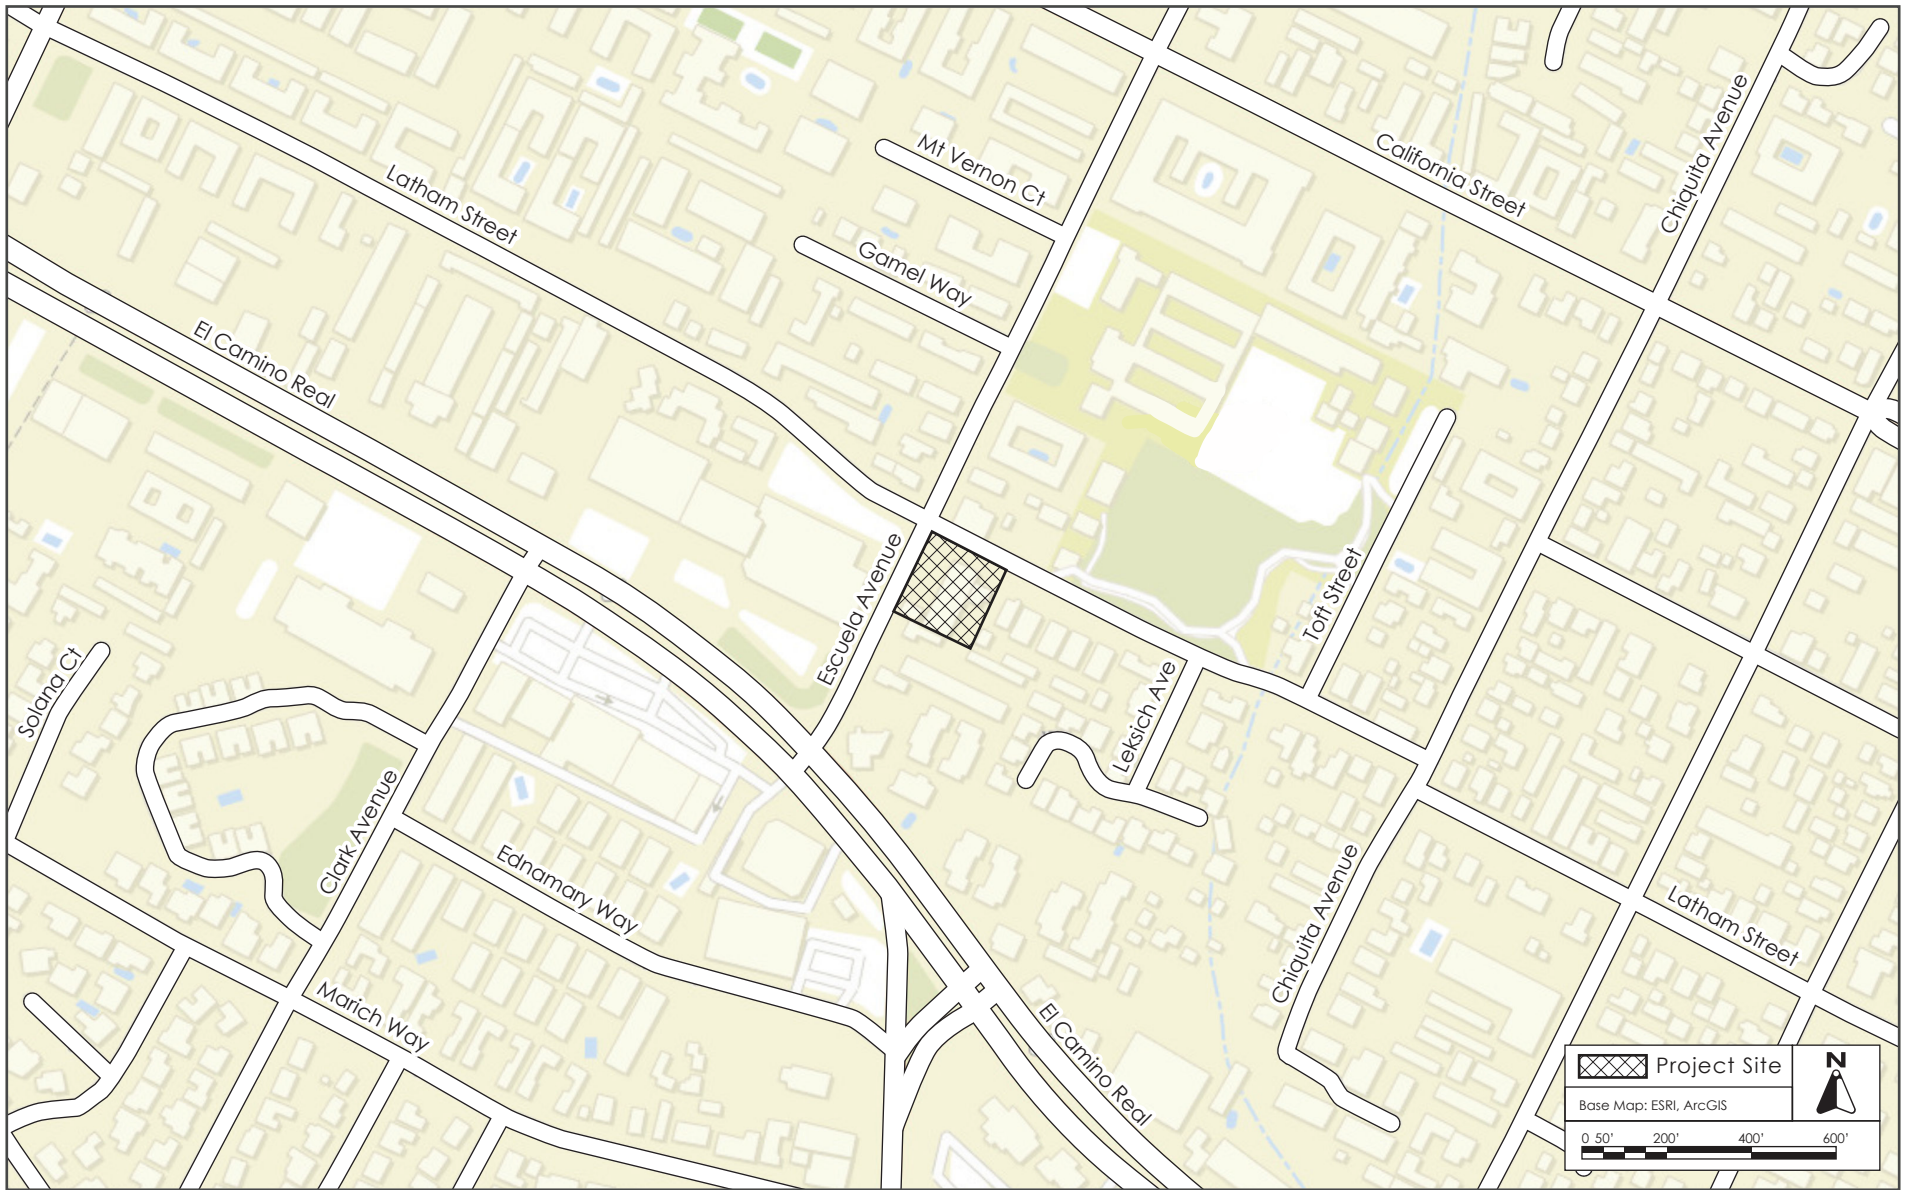 Chiquita Avenue
California Street
Mt Vernon Ct
Latham Street
Gamel Way
El Camino Real
Escuela Avenue
Toft Street
Solana Ct
Leksich Ave
Clark Avenue
Ednamary Way
Chiquita Avenue
Latham Street
Marich Way
El Camino Real
Project Site
N
Base Map: ESRI, ArcGIS
0 50' 200' 400' 600'